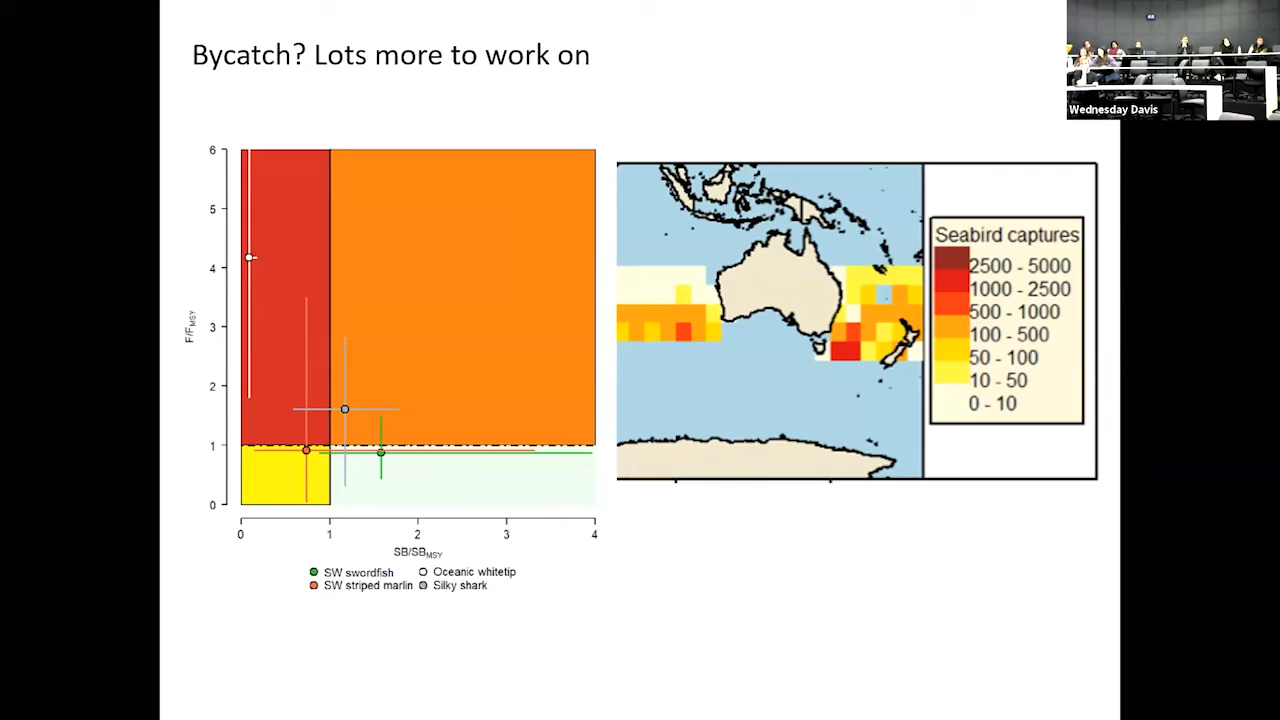 Bycatch? Lots more to work on
Wednesday Davis
6
5
4
3
2
1
0
F/FMSY
0 1 2 3 4
SB/SBMSY
SW swordfish Oceanic whitetip
SW striped marlin Silky shark
Seabird captures
2500 - 5000
1000 - 2500
500 - 1000
100 - 500
50 - 100
10 - 50
0 - 10